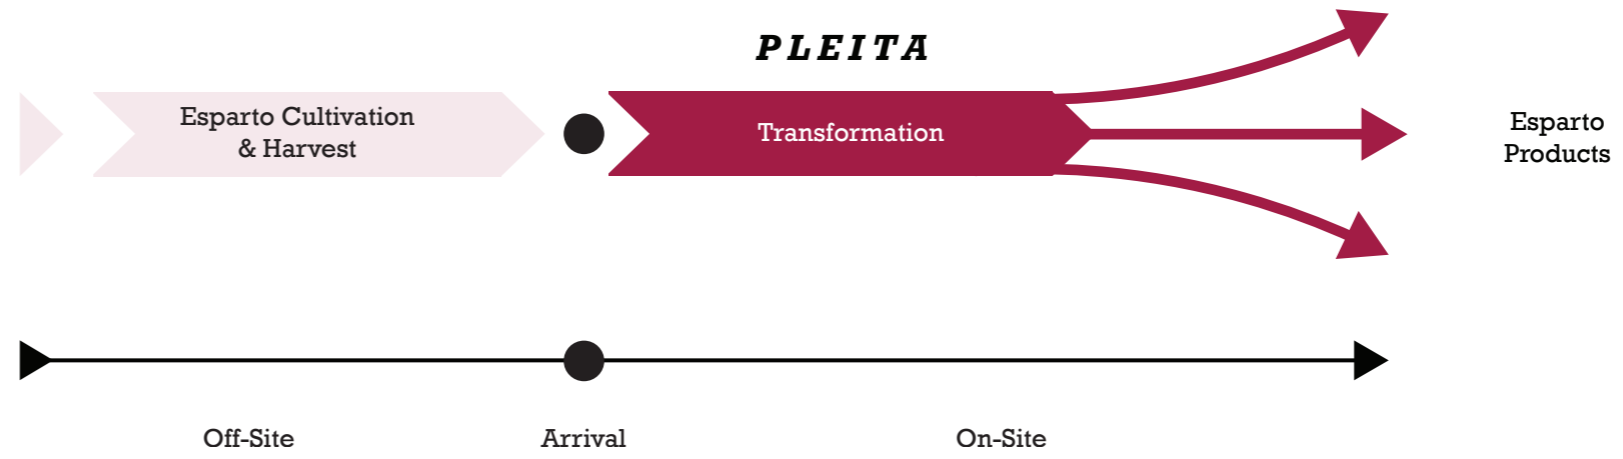 PLEITA
Esparto Cultivation
& Harvest
Transformation
Esparto
Products
Off-Site
Arrival
On-Site